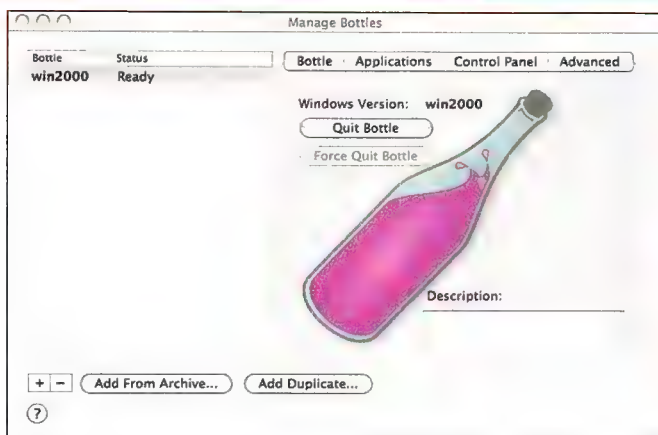 Manage Bottles
Bottle Status
win2000 Ready
Bottle Applications Control Panel Advanced
Windows Version: win2000
Quit Bottle
Force Quit Bottle
Description:
+ - Add From Archive... Add Duplicate...
?